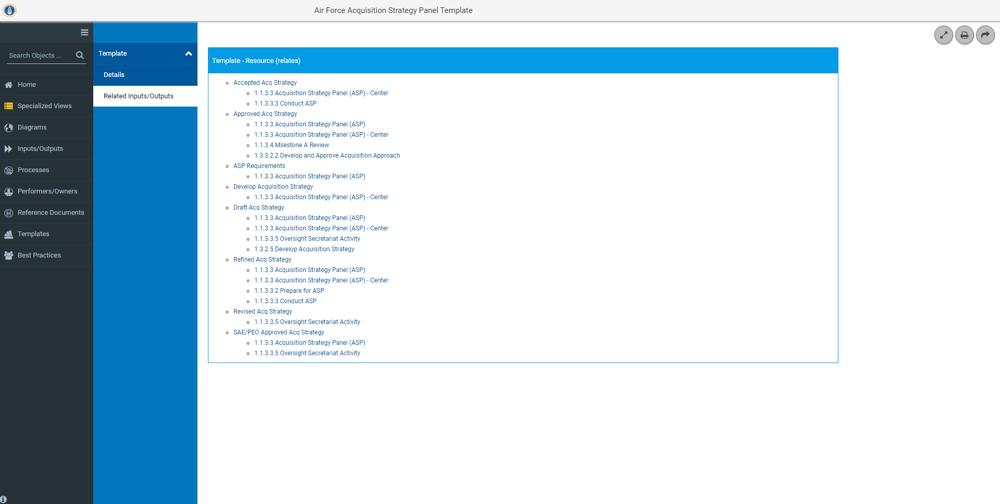 Air Force Acquisition Strategy Panel Template
Search Objects ...
Home
Specialized Views
Diagrams
Inputs/Outputs
Processes
Performers/Owners
Reference Documents
Templates
Best Practices
Template
Details
Related Inputs/Outputs
Template - Resource (relates)
Accepted Acq Strategy
1.1.3.3 Acquisition Strategy Panel (ASP) - Center
1.1.3.3.3 Conduct ASP
Approved Acq Strategy
1.1.3.3 Acquisition Strategy Panel (ASP)
1.1.3.3 Acquisition Strategy Panel (ASP) - Center
1.1.3.4 Milestone A Review
1.3.3.2.2 Develop and Approve Acquisition Approach
ASP Requirements
1.1.3.3 Acquisition Strategy Panel (ASP)
Develop Acquisition Strategy
1.1.3.3 Acquisition Strategy Panel (ASP) - Center
Draft Acq Strategy
1.1.3.3 Acquisition Strategy Panel (ASP)
1.1.3.3 Acquisition Strategy Panel (ASP) - Center
1.1.3.3.5 Oversight Secretariat Activity
1.3.2.5 Develop Acquisition Strategy
Refined Acq Strategy
1.1.3.3 Acquisition Strategy Panel (ASP)
1.1.3.3 Acquisition Strategy Panel (ASP) - Center
1.1.3.3.2 Prepare for ASP
1.1.3.3.3 Conduct ASP
Revised Acq Strategy
1.1.3.3.5 Oversight Secretariat Activity
SAE/PEO Approved Acq Strategy
1.1.3.3 Acquisition Strategy Panel (ASP)
1.1.3.3.5 Oversight Secretariat Activity